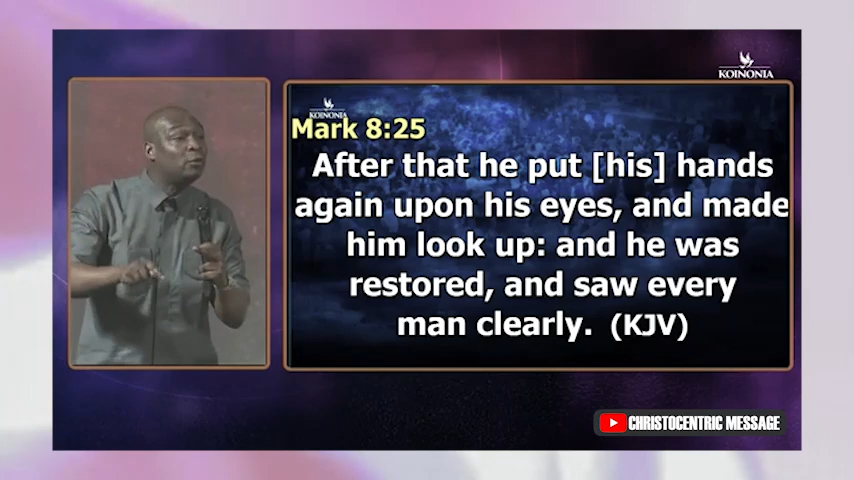 KOINONIA
KOINONIA
Mark 8:25
After that he put [his] hands
again upon his eyes, and made
him look up: and he was
restored, and saw every
man clearly. (KJV)
CHRISTOCENTRIC MESSAGE